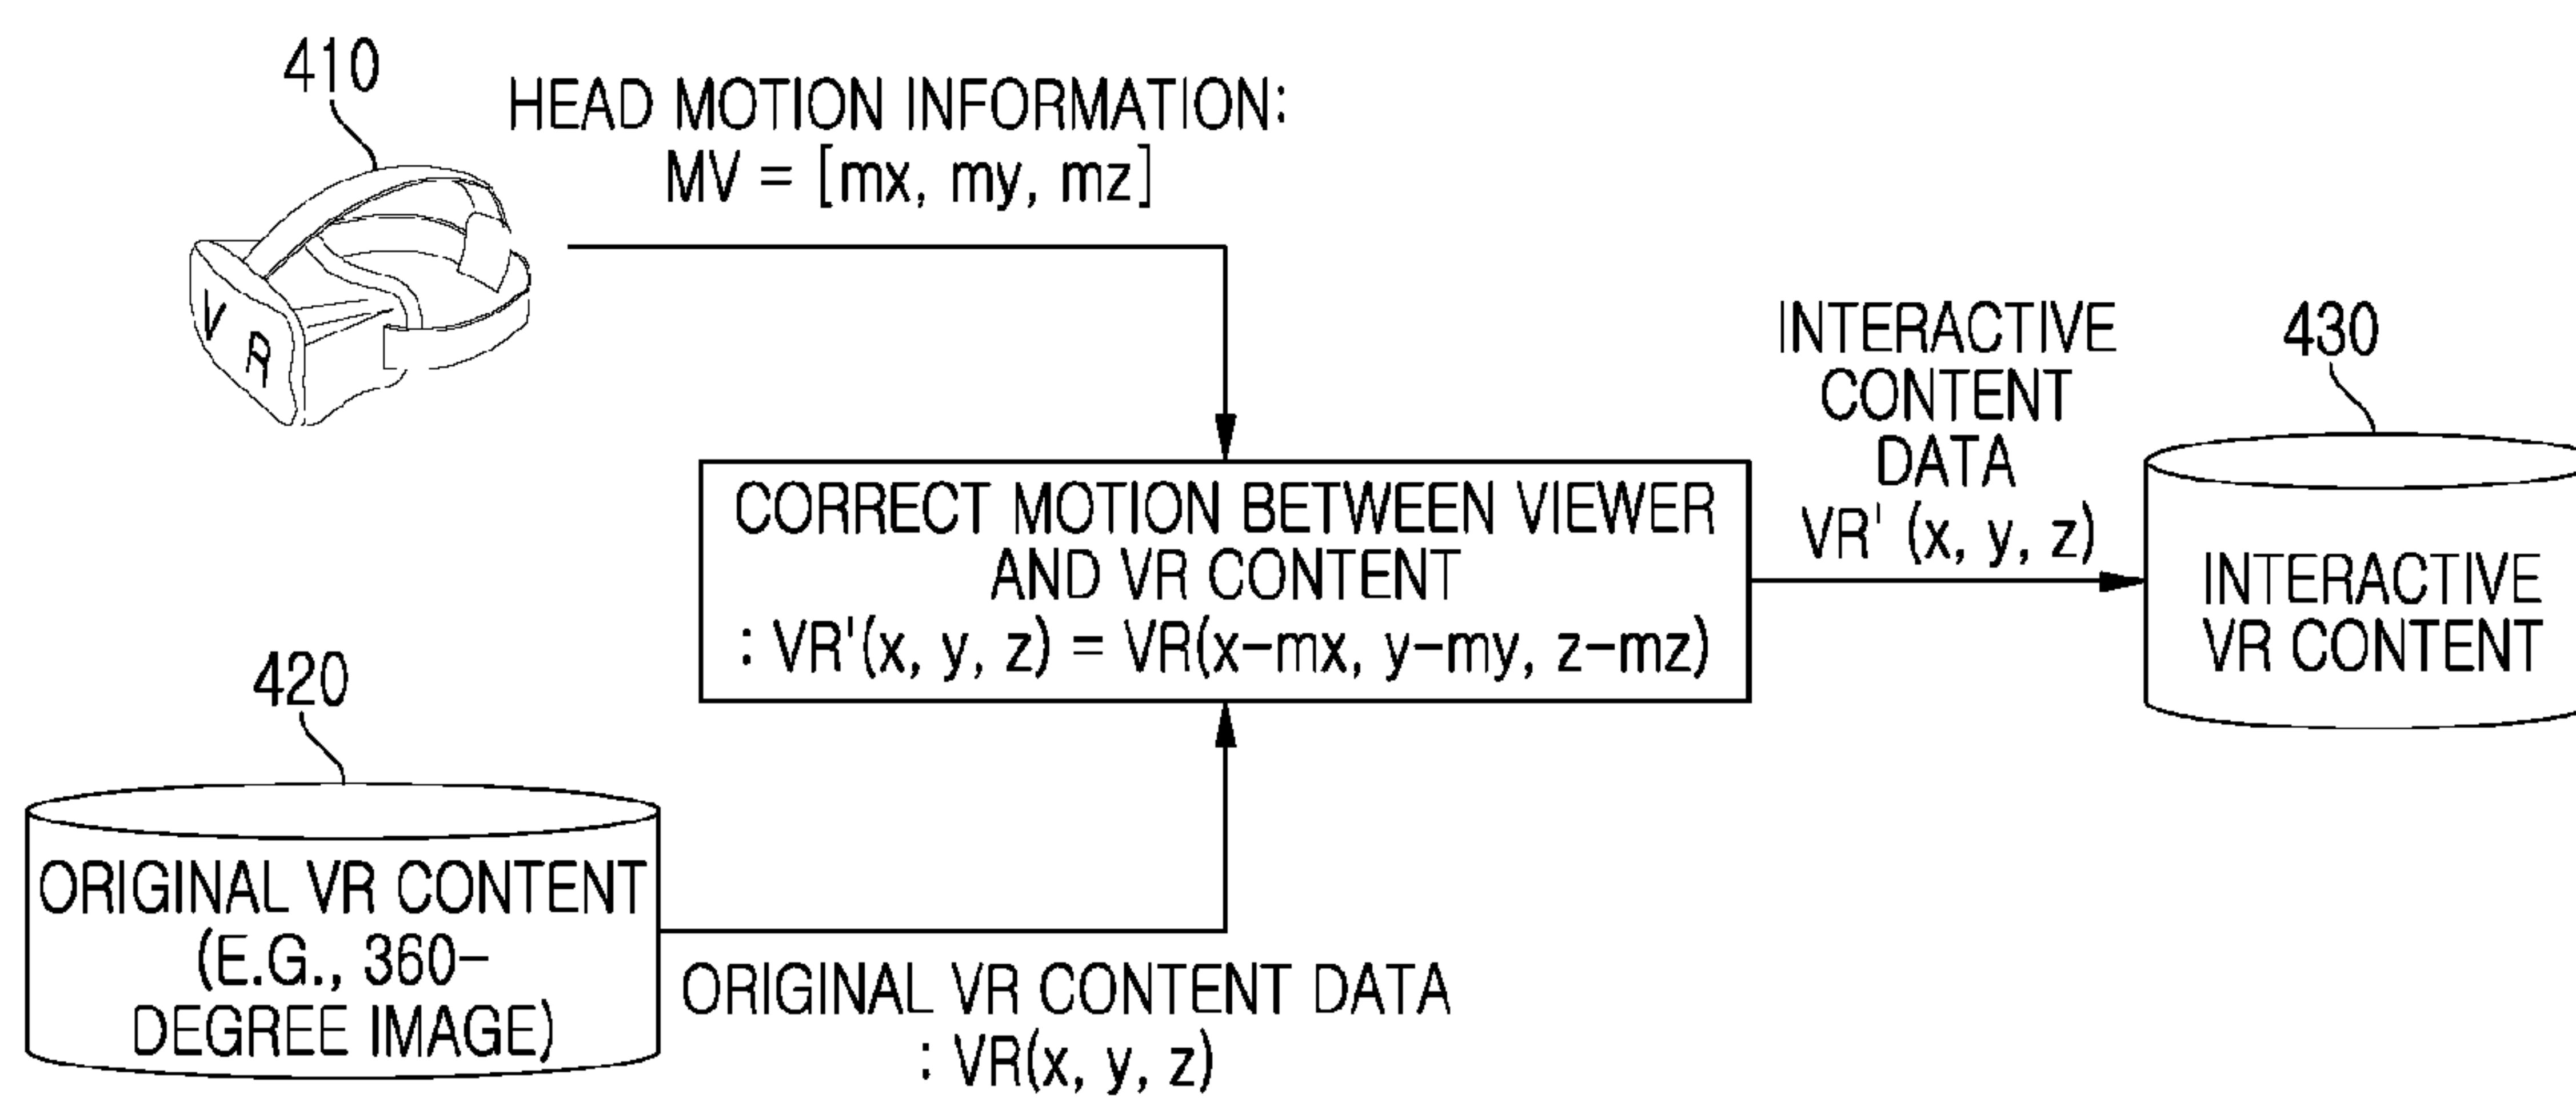 410
HEAD MOTION INFORMATION:
MV = [mx, my, mz]
V R
CORRECT MOTION BETWEEN VIEWER
AND VR CONTENT
: VR'(x, y, z) = VR(x-mx, y-my, z-mz)
INTERACTIVE
CONTENT
DATA
VR' (x, y, z)
430
INTERACTIVE
VR CONTENT
420
ORIGINAL VR CONTENT
(E.G., 360-
DEGREE IMAGE)
ORIGINAL VR CONTENT DATA
: VR(x, y, z)